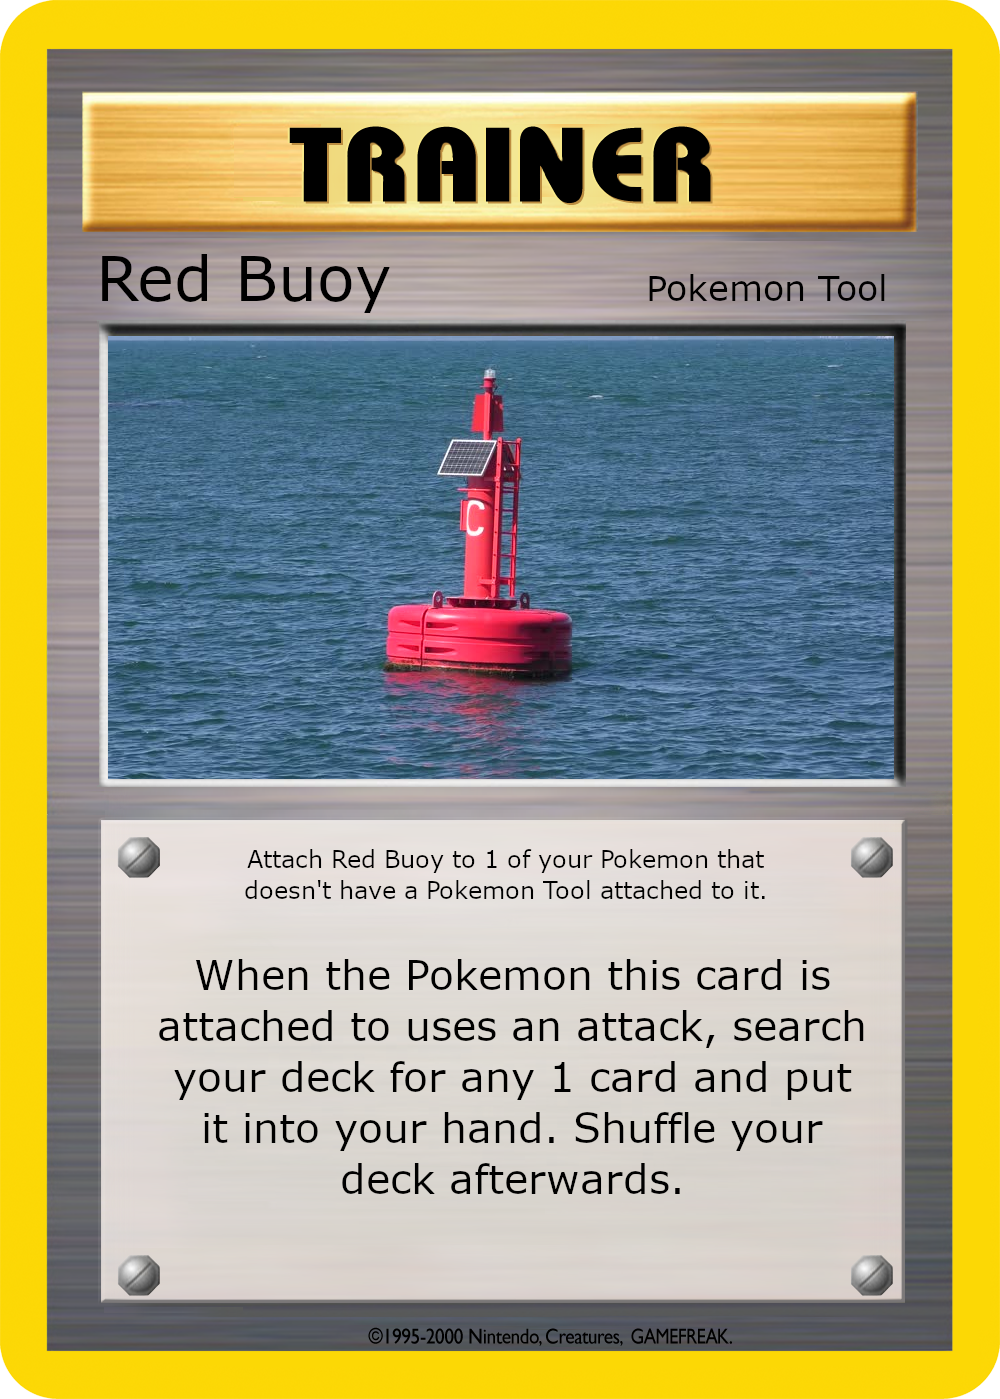 TRAINER
Red Buoy
Pokemon Tool
C
Attach Red Buoy to 1 of your Pokemon that
doesn't have a Pokemon Tool attached to it.
When the Pokemon this card is
attached to uses an attack, search
your deck for any 1 card and put
it into your hand. Shuffle your
deck afterwards.
©1995-2000 Nintendo, Creatures, GAMEFREAK.